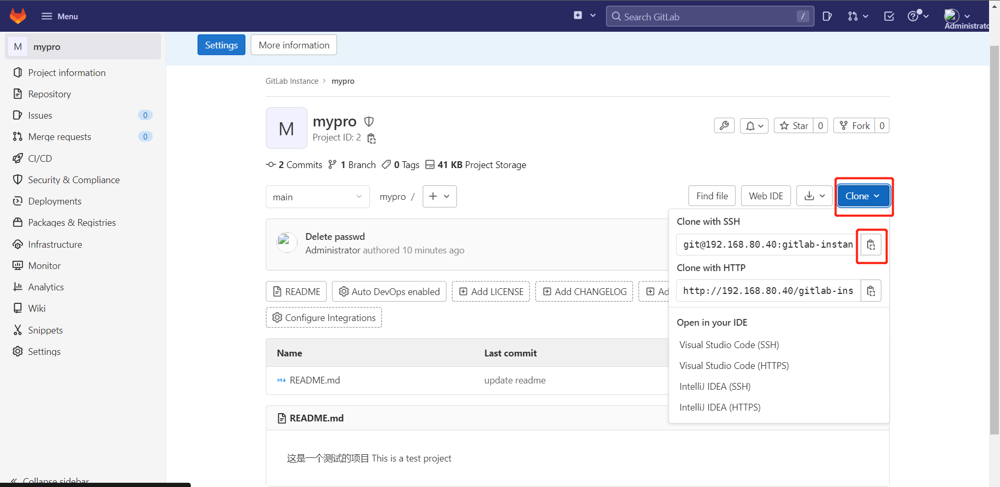 Menu
Search GitLab
/
Administrato
M
mypro
Settings
More information
Project information
Repository
Issues
0
Merge requests
0
CI/CD
Security & Compliance
Deployments
Packages & Registries
Infrastructure
Monitor
Analytics
Wiki
Snippets
Settings
Collapse sidebar
GitLab Instance
mypro
M
mypro
Project ID: 2
Star
0
Fork
0
2 Commits
1 Branch
0 Tags
41 KB Project Storage
main
mypro /
Find file
Web IDE
Clone
Delete passwd
Administrator authored 10 minutes ago
Clone with SSH
git@192.168.80.40:gitlab-instan
Clone with HTTP
http://192.168.80.40/gitlab-ins
Open in your IDE
Visual Studio Code (SSH)
Visual Studio Code (HTTPS)
IntelliJ IDEA (SSH)
IntelliJ IDEA (HTTPS)
README
Auto DevOps enabled
Add LICENSE
Add CHANGELOG
Ad
Configure Integrations
Name
Last commit
README.md
update readme
README.md
这是一个测试的项目 This is a test project